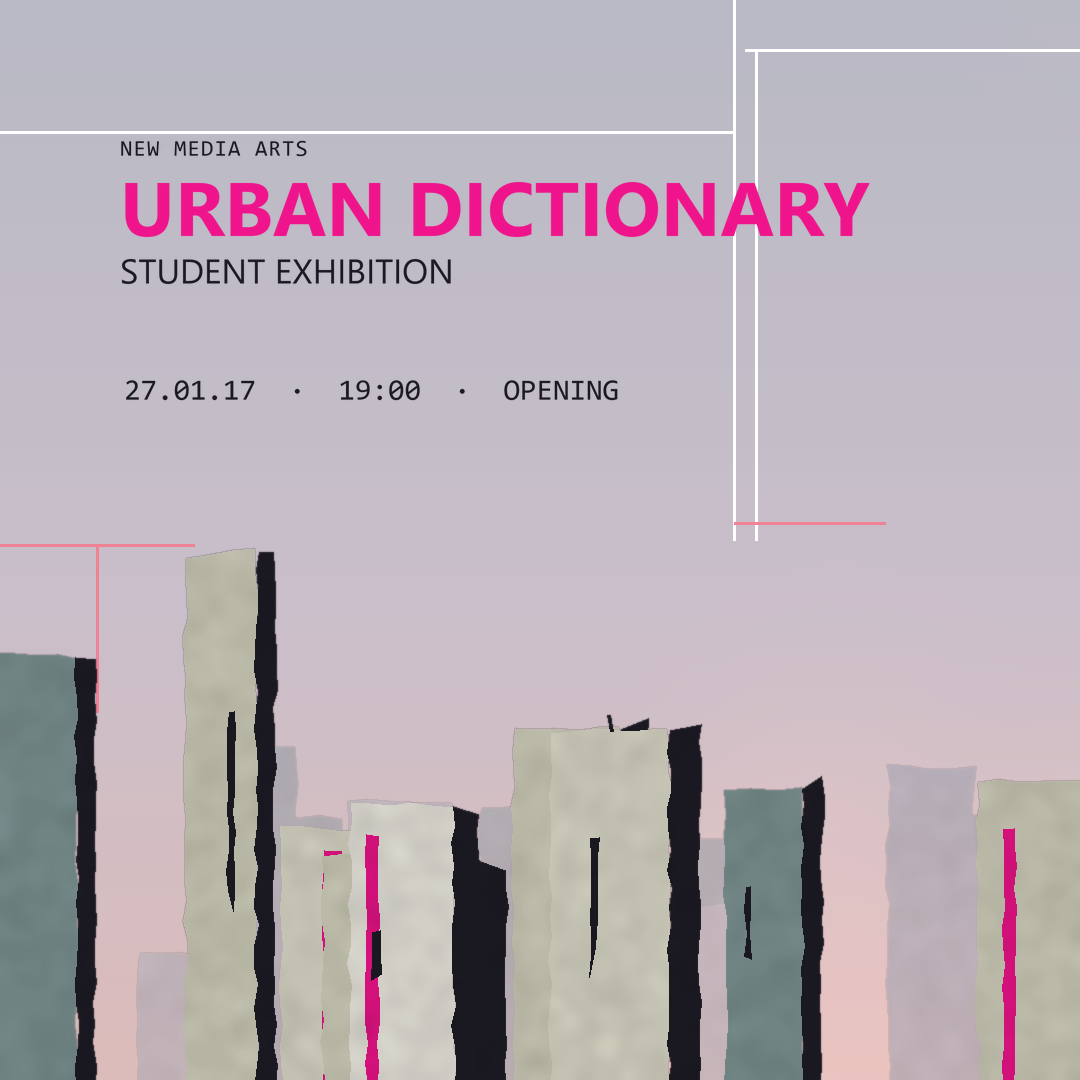 NEW MEDIA ARTS
URBAN DICTIONARY
STUDENT EXHIBITION
27.01.17 · 19:00 · OPENING